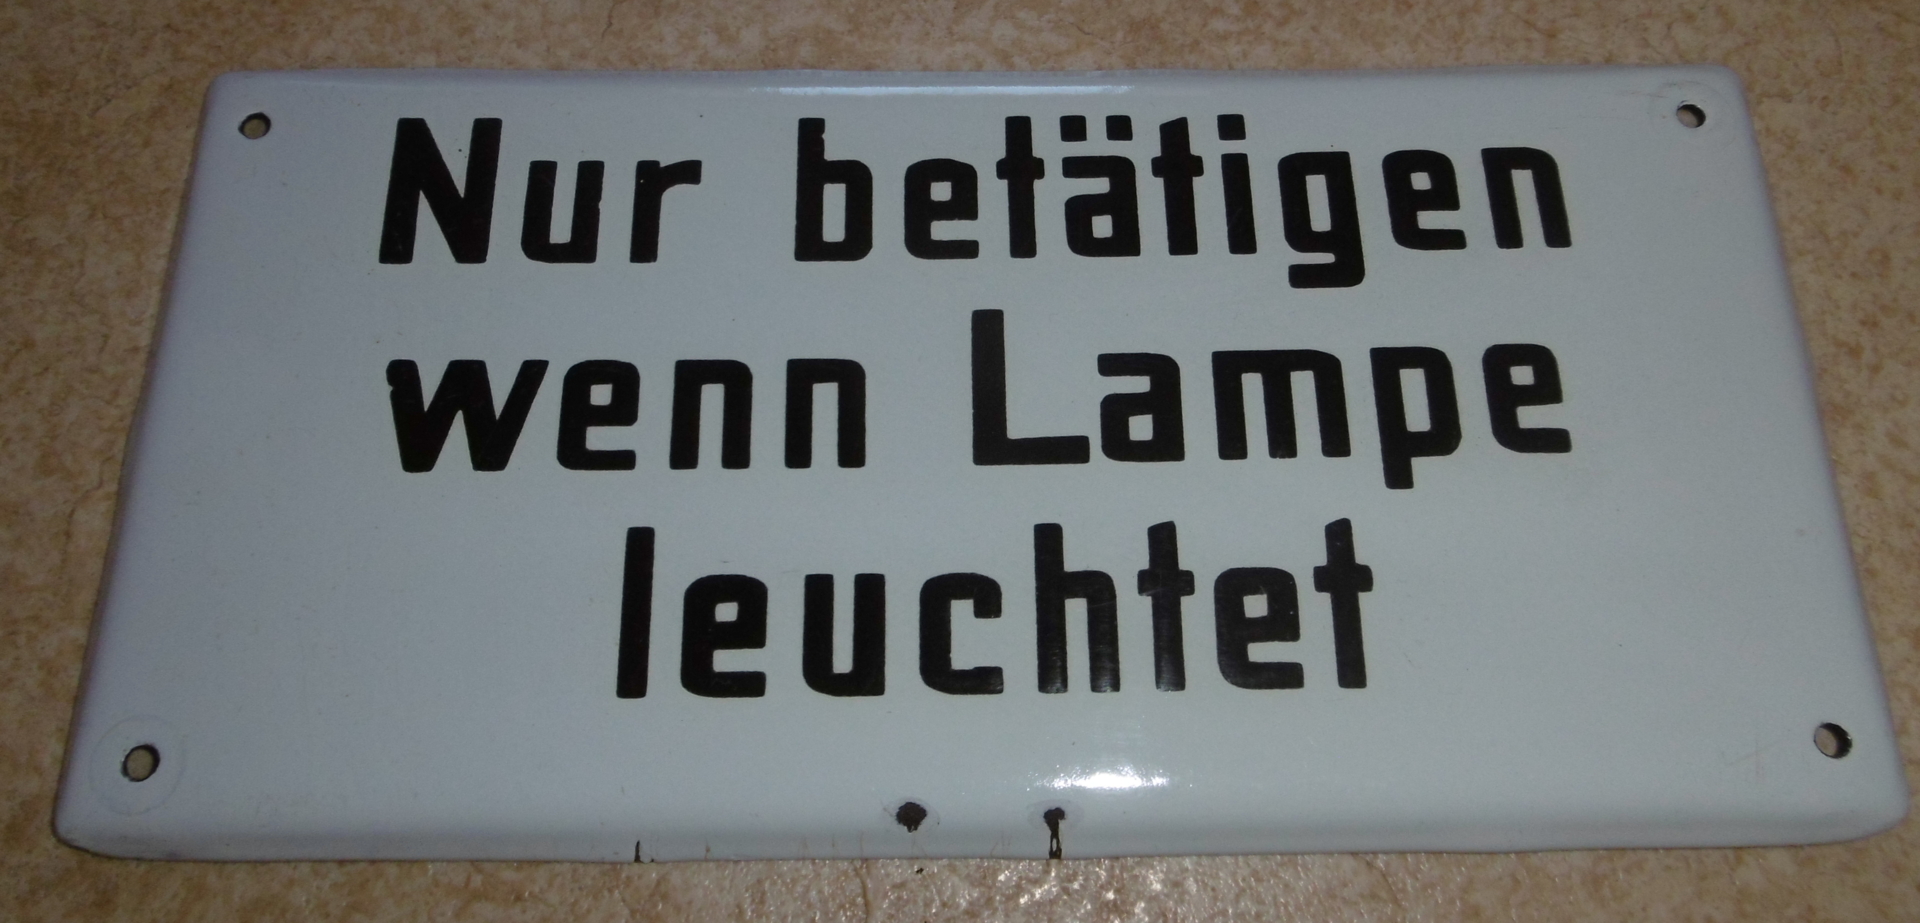 Nur betätigen
wenn Lampe
leuchtet